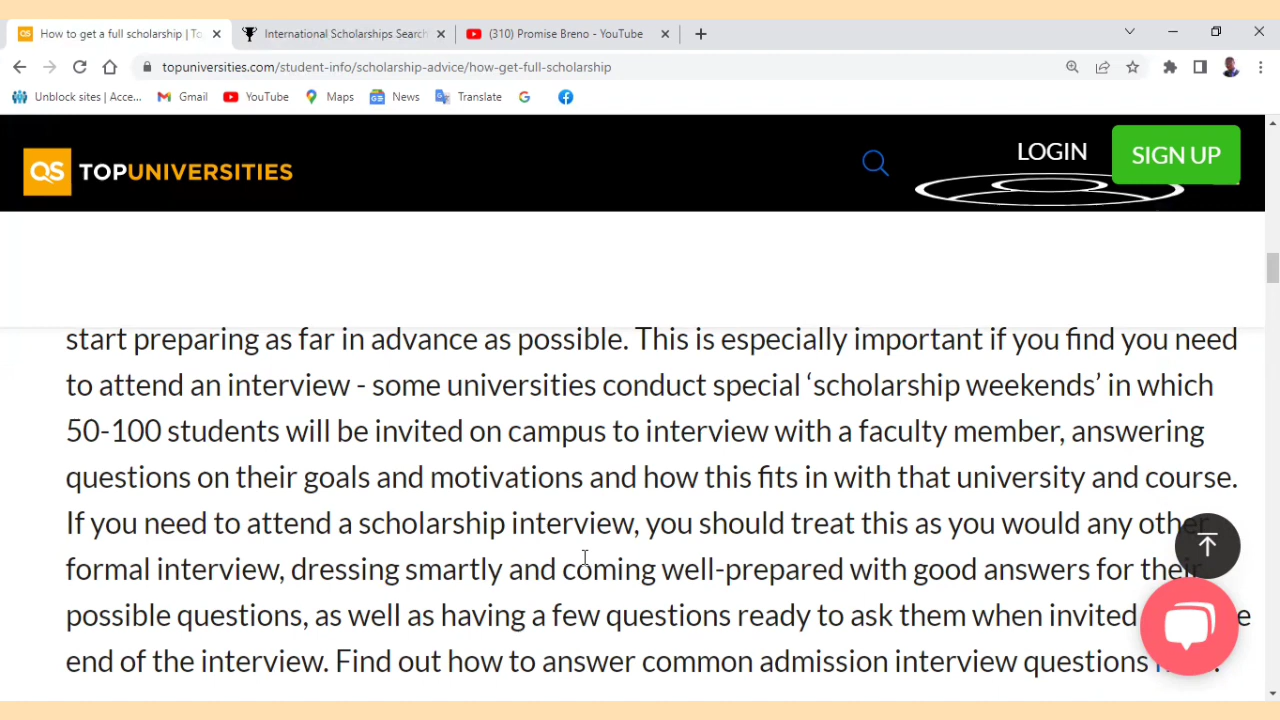 How to get a full scholarship | To
International Scholarships Search
(310) Promise Breno - YouTube
topuniversities.com/student-info/scholarship-advice/how-get-full-scholarship
Unblock sites | Acce...
Gmail
YouTube
Maps
News
Translate
QS TOPUNIVERSITIES
LOGIN
SIGN UP
start preparing as far in advance as possible. This is especially important if you find you need
to attend an interview - some universities conduct special ‘scholarship weekends’ in which
50-100 students will be invited on campus to interview with a faculty member, answering
questions on their goals and motivations and how this fits in with that university and course.
If you need to attend a scholarship interview, you should treat this as you would any other
formal interview, dressing smartly and coming well-prepared with good answers for their
possible questions, as well as having a few questions ready to ask them when invited
end of the interview. Find out how to answer common admission interview questions